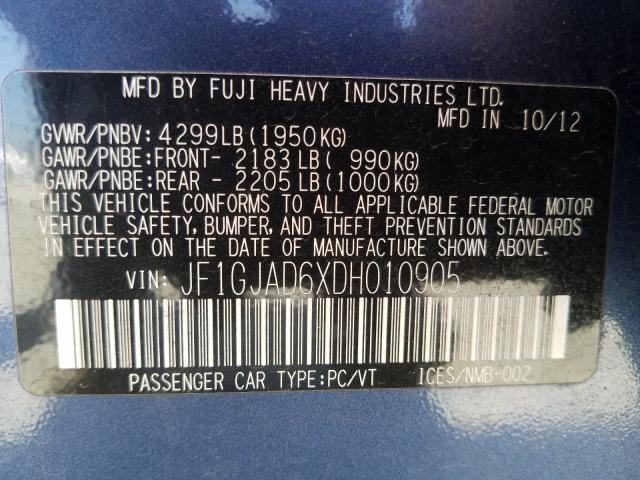 MFD BY FUJI HEAVY INDUSTRIES LTD.
MFD IN 10/12
GVWR/PNBV: 4299LB (1950KG)
GAWR/PNBE: FRONT- 2183 LB ( 990KG)
GAWR/PNBE: REAR - 2205 LB (1000KG)
THIS VEHICLE CONFORMS TO ALL APPLICABLE FEDERAL MOTOR
VEHICLE SAFETY, BUMPER, AND THEFT PREVENTION STANDARDS
IN EFFECT ON THE DATE OF MANUFACTURE SHOWN ABOVE.
VIN: JF1GJAD6XDH010905
PASSENGER CAR TYPE: PC/VT ICES/NMB-002